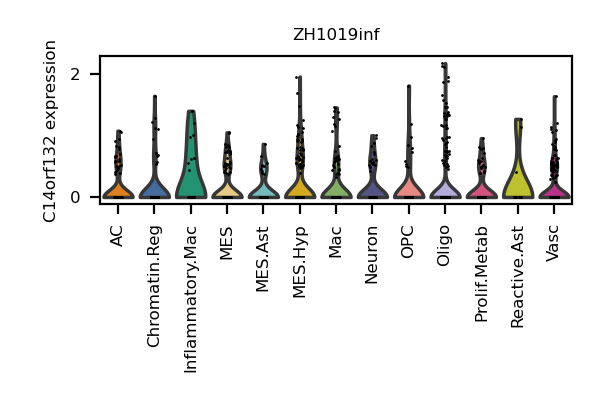 ZH1019inf
C14orf132 expression
2
0
AC
Chromatin.Reg
Inflammatory.Mac
MES
MES.Ast
MES.Hyp
Mac
Neuron
OPC
Oligo
Prolif.Metab
Reactive.Ast
Vasc